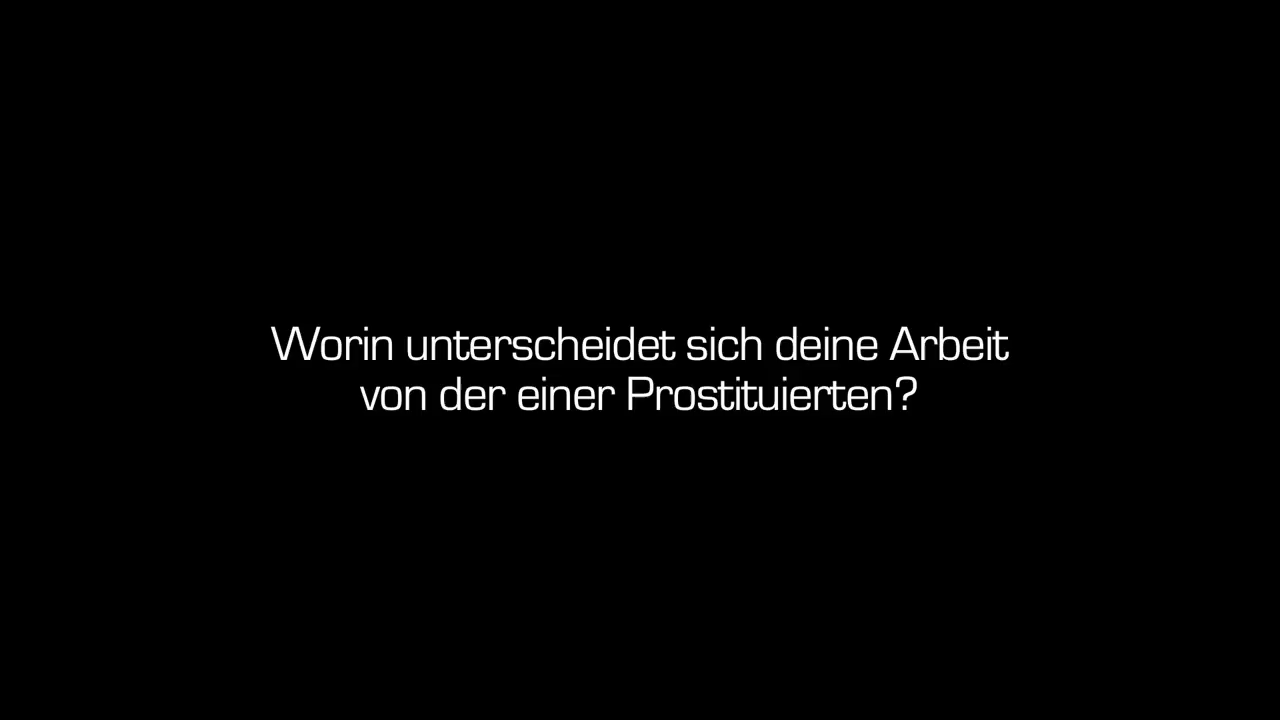 Worin unterscheidet sich deine Arbeit
von der einer Prostituierten?